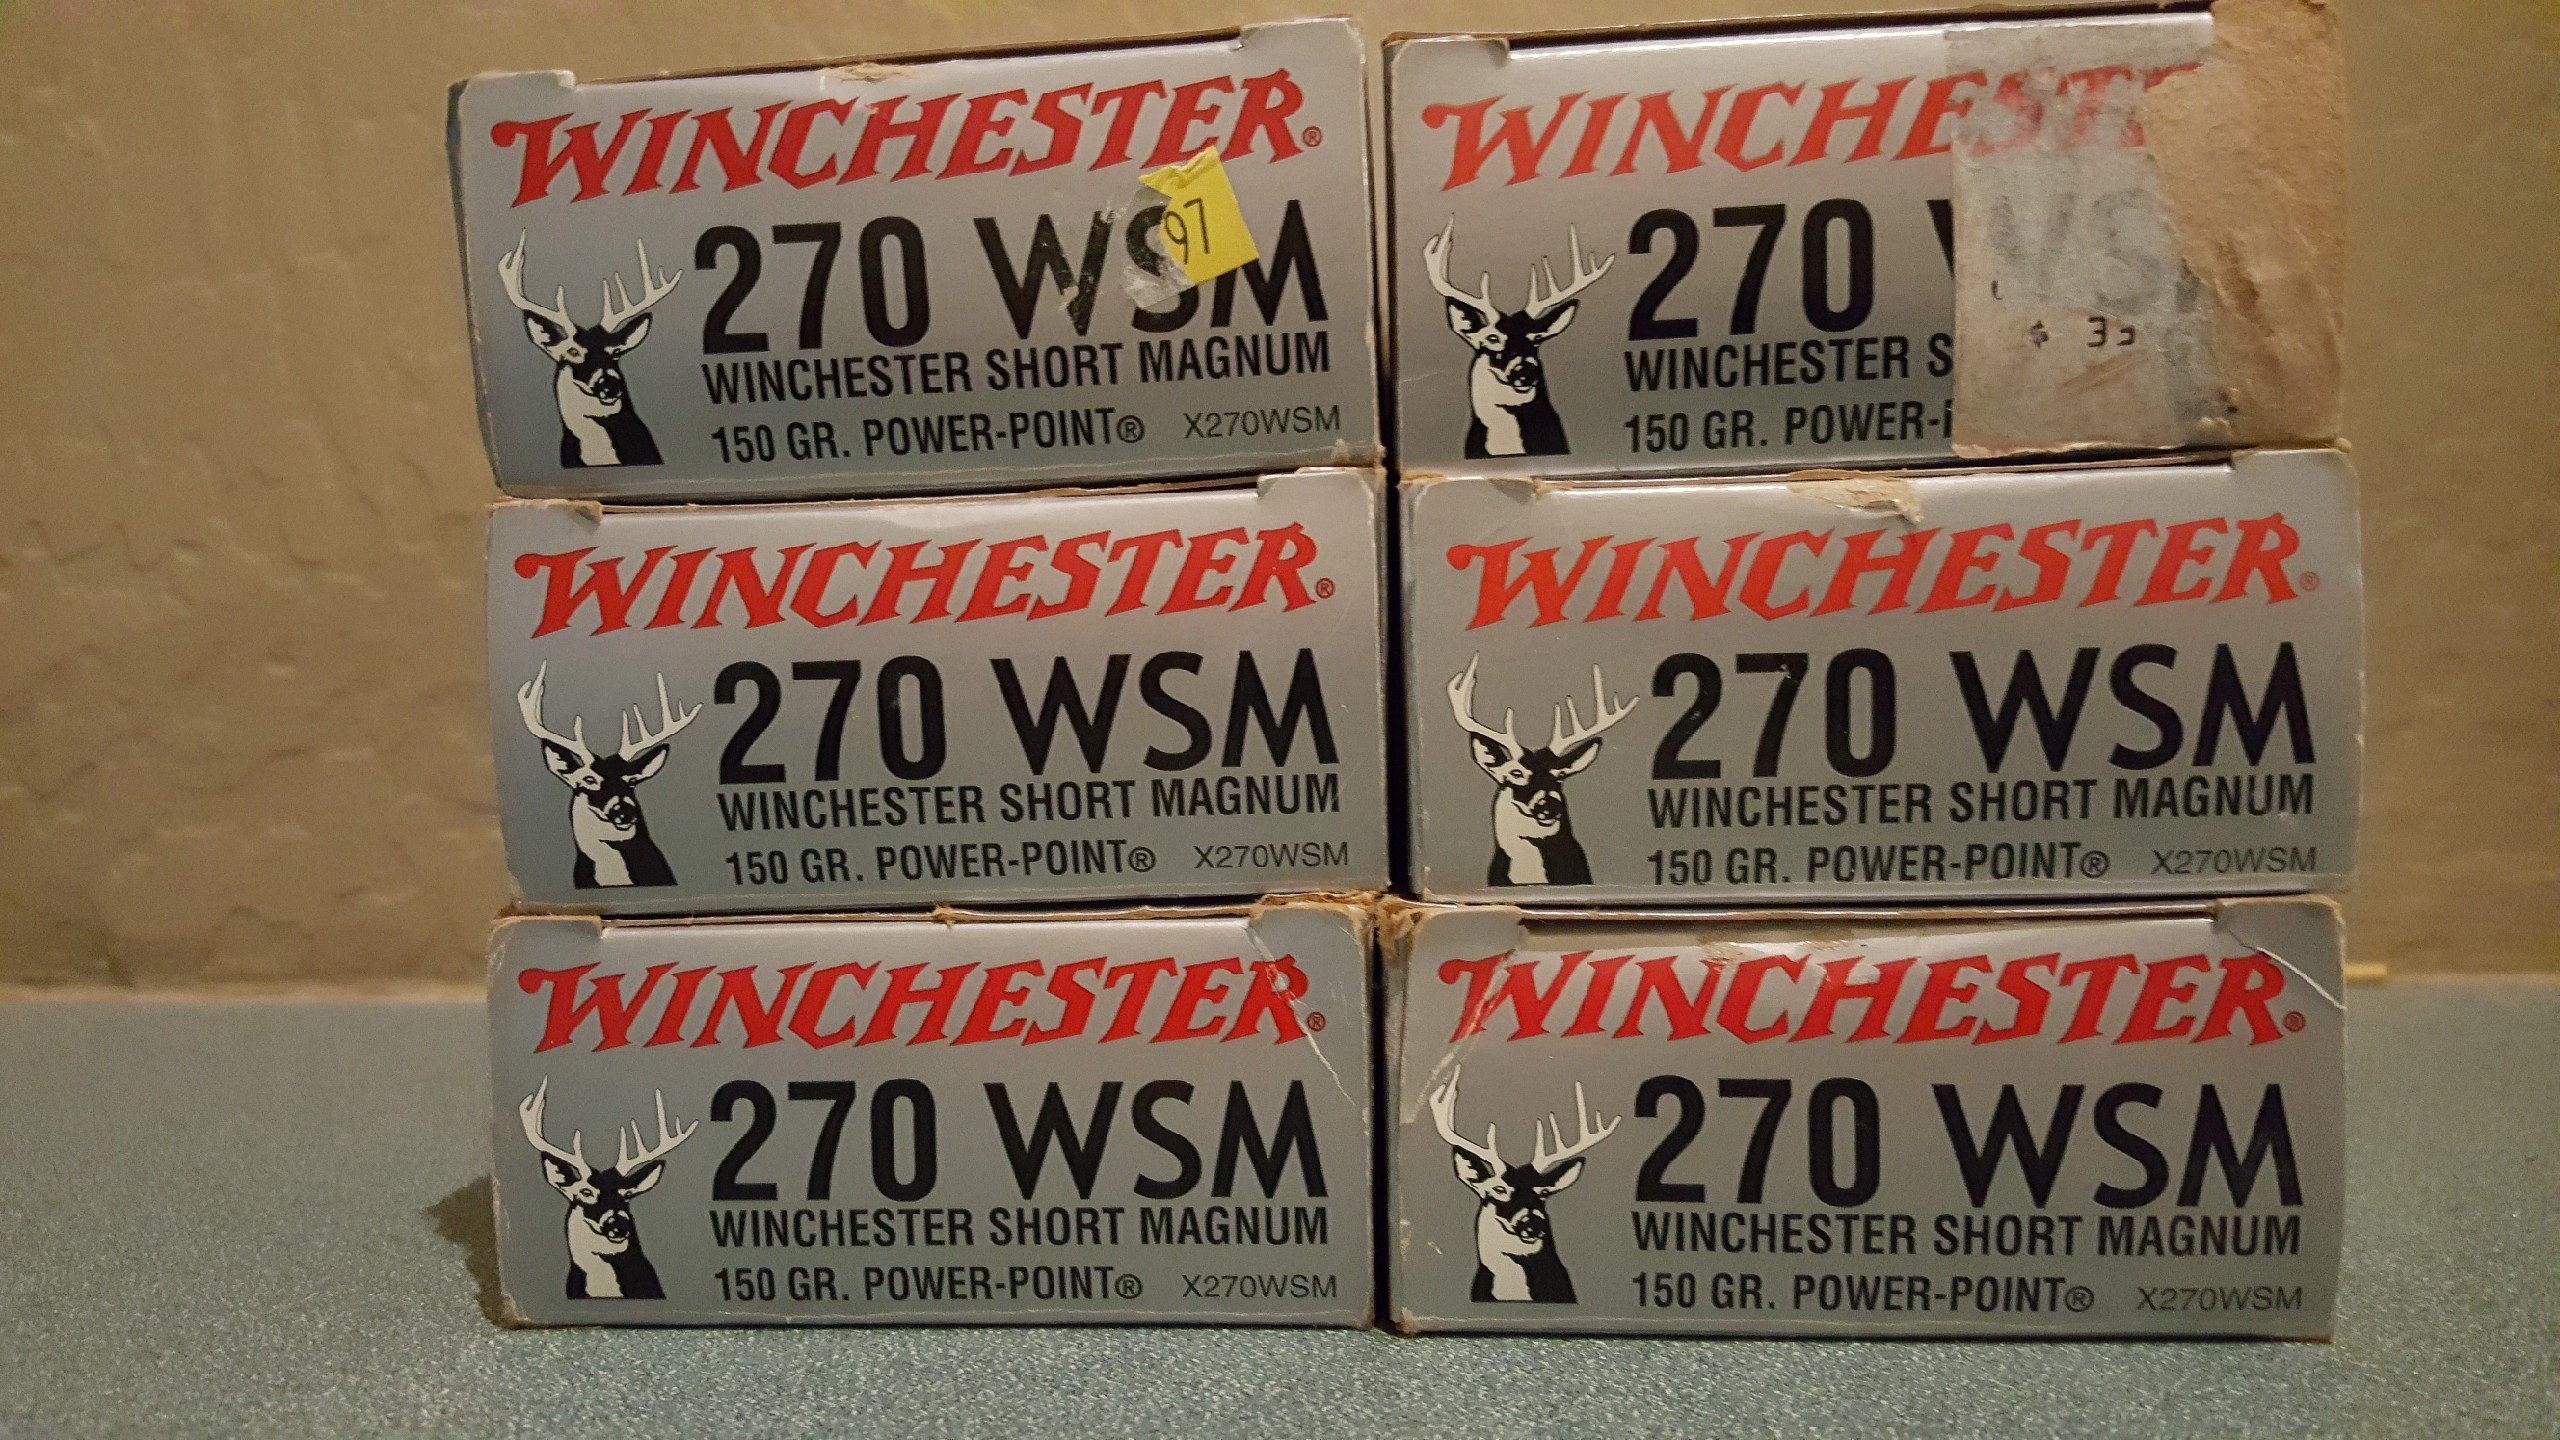 WINCHESTER®
270 WSM
97
WINCHESTER SHORT MAGNUM
150 GR. POWER-POINT® X270WSM
WINCHEST
270
$ 35
WINCHESTER S
150 GR. POWER-
WINCHESTER®
270 WSM
WINCHESTER SHORT MAGNUM
150 GR. POWER-POINT® X270WSM
WINCHESTER®
270 WSM
WINCHESTER SHORT MAGNUM
150 GR. POWER-POINT® X270WSM
WINCHESTER®
270 WSM
WINCHESTER SHORT MAGNUM
150 GR. POWER-POINT® X270WSM
WINCHESTER®
270 WSM
WINCHESTER SHORT MAGNUM
150 GR. POWER-POINT® X270WSM